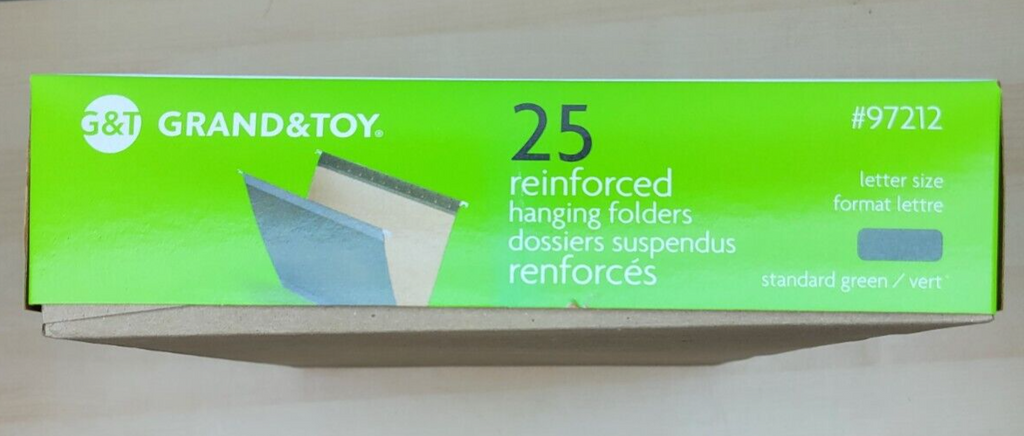 G&T GRAND&TOY®
25
reinforced
hanging folders
dossiers suspendus
renforcés
#97212
letter size
format lettre
standard green / vert